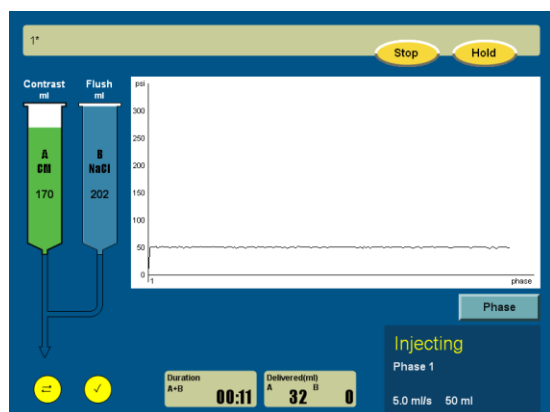 1*
Stop
Hold
Contrast
ml
Flush
ml
A
CM
170
B
NaCl
202
psi
300
250
200
150
100
50
0
1
phase
Phase
Injecting
Phase 1
5.0 ml/s 50 ml
Duration
A+B
00:11
Delivered(ml)
A 32 B 0